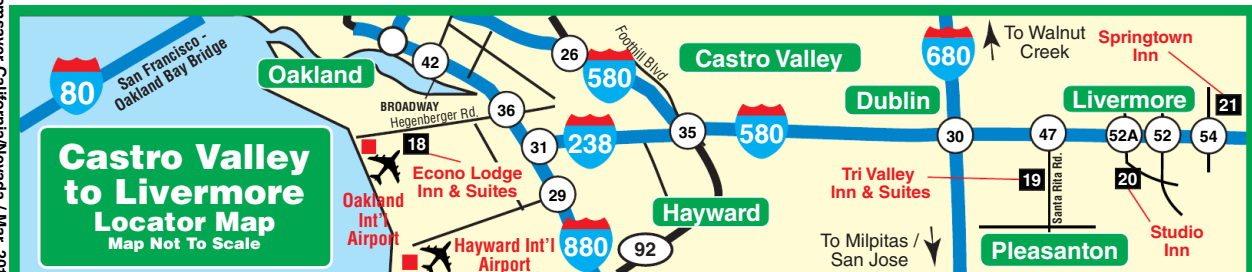 80
San Francisco -
Oakland Bay Bridge
Oakland
42
26
580
Foothill Blvd
Castro Valley
680
To Walnut
Creek
Springtown
Inn
21
BROADWAY
Hegenberger Rd.
36
Dublin
Livermore
Castro Valley
to Livermore
Locator Map
Map Not To Scale
18
31
238
35
580
30
47
52A
52
54
Econo Lodge
Inn & Suites
29
Oakland
Int'l
Airport
Hayward Int'l
Airport
880
92
Hayward
Tri Valley
Inn & Suites
19
Santa Rita Rd.
20
Studio
Inn
To Milpitas /
San Jose
Pleasanton